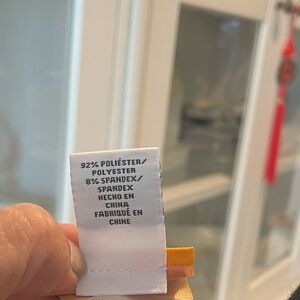 92% POLIÉSTER/
POLYESTER
8% SPANDEX/
SPANDEX
HECHO EN
CHINA
FABRIQUÉ EN
CHINE